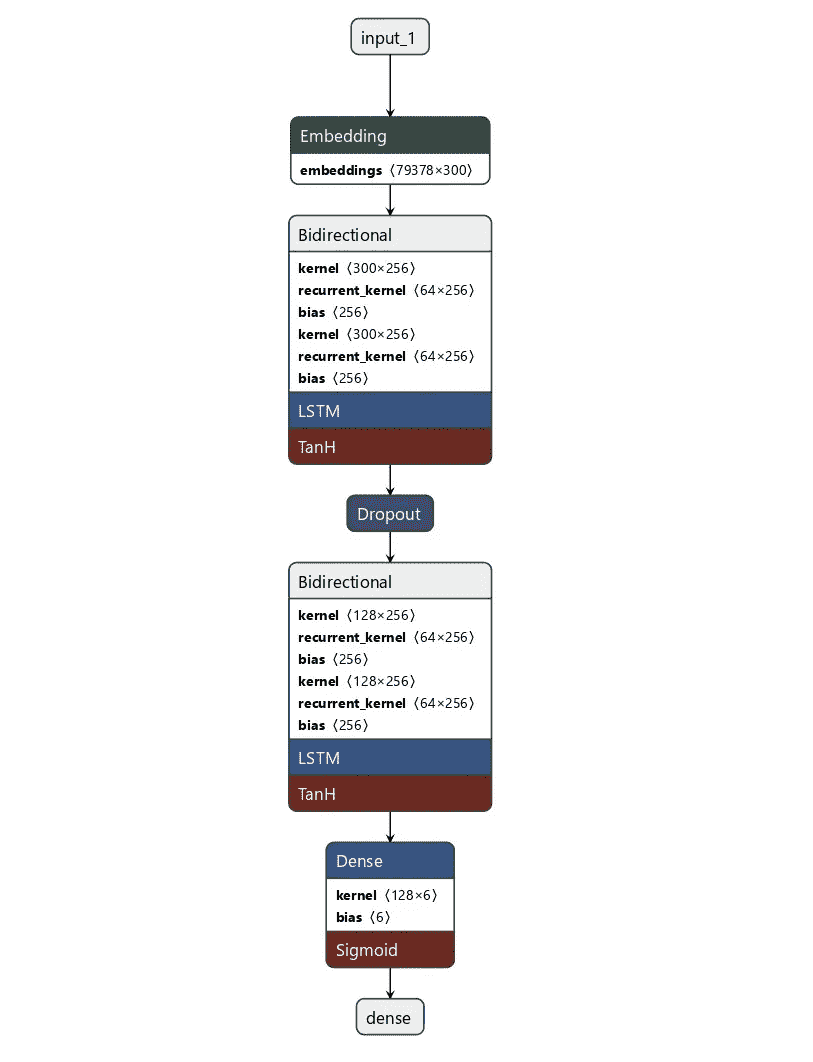 input_1
Embedding
embeddings 〈79378×300〉
Bidirectional
kernel 〈300×256〉
recurrent_kernel 〈64×256〉
bias 〈256〉
kernel 〈300×256〉
recurrent_kernel 〈64×256〉
bias 〈256〉
LSTM
TanH
Dropout
Bidirectional
kernel 〈128×256〉
recurrent_kernel 〈64×256〉
bias 〈256〉
kernel 〈128×256〉
recurrent_kernel 〈64×256〉
bias 〈256〉
LSTM
TanH
Dense
kernel 〈128×6〉
bias 〈6〉
Sigmoid
dense